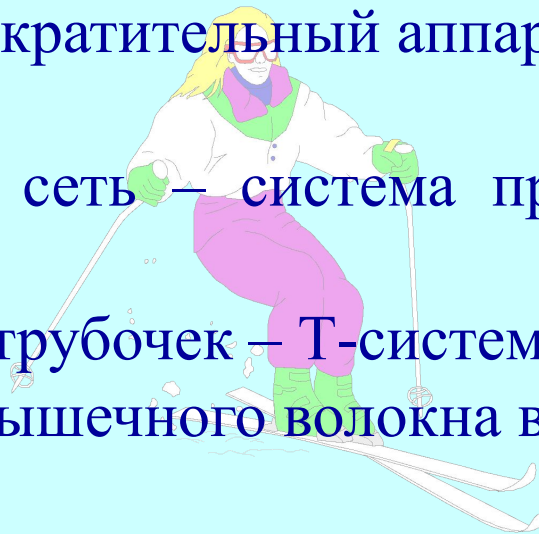 кратительный аппар
сеть – система пр
трубочек – Т-систем
ышечного волокна в